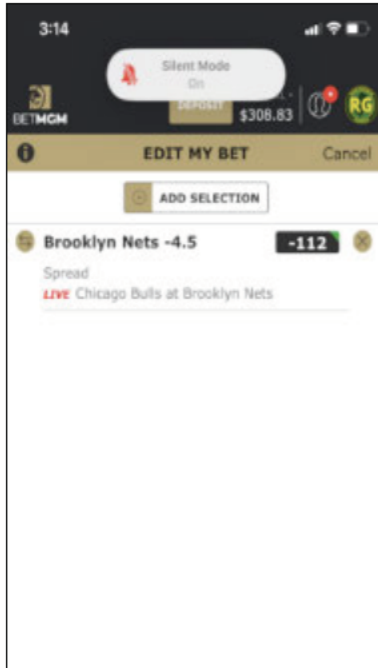 3:14
Silent Mode
On
BETMGM
DEPOSIT
$308.83
RG
EDIT MY BET
Cancel
ADD SELECTION
Brooklyn Nets -4.5
-112
Spread
LIVE Chicago Bulls at Brooklyn Nets